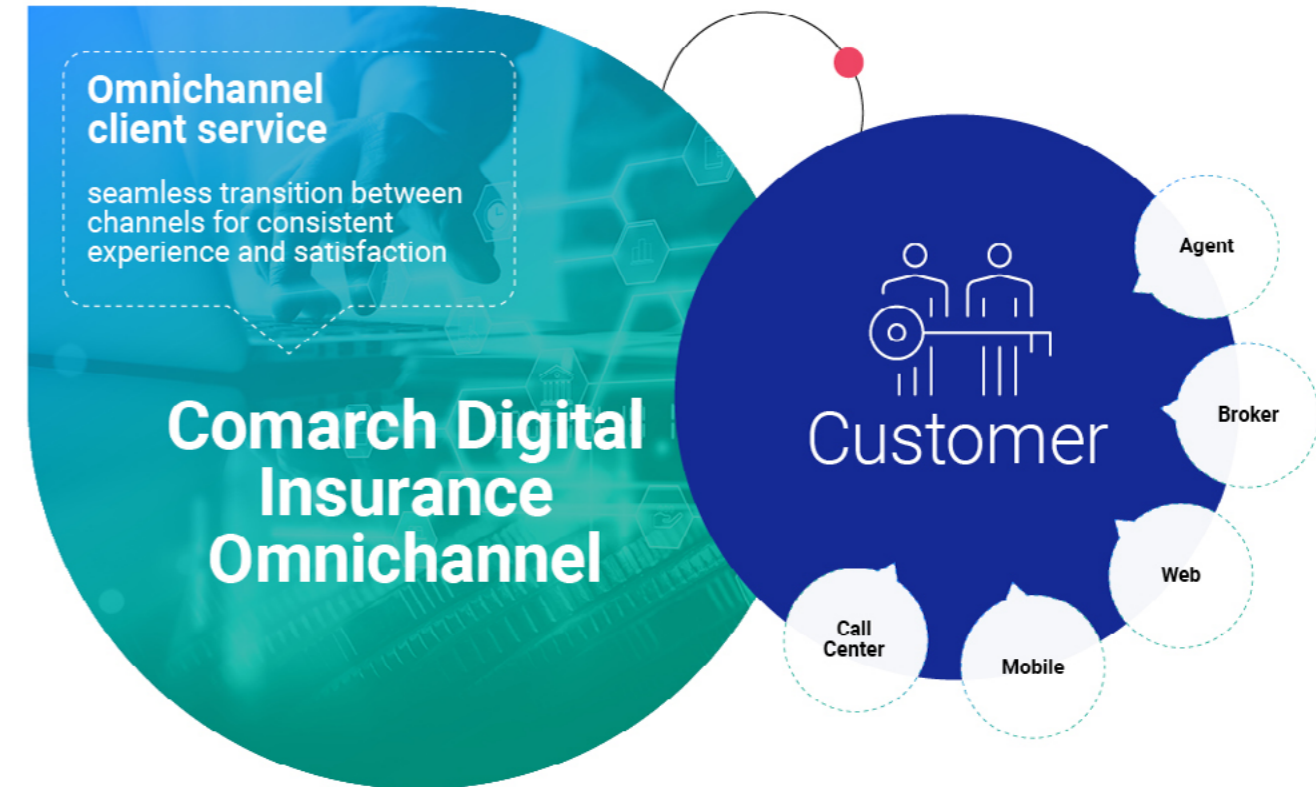 Omnichannel
client service
seamless transition between
channels for consistent
experience and satisfaction
Comarch Digital
Insurance
Omnichannel
Customer
Agent
Broker
Web
Mobile
Call
Center